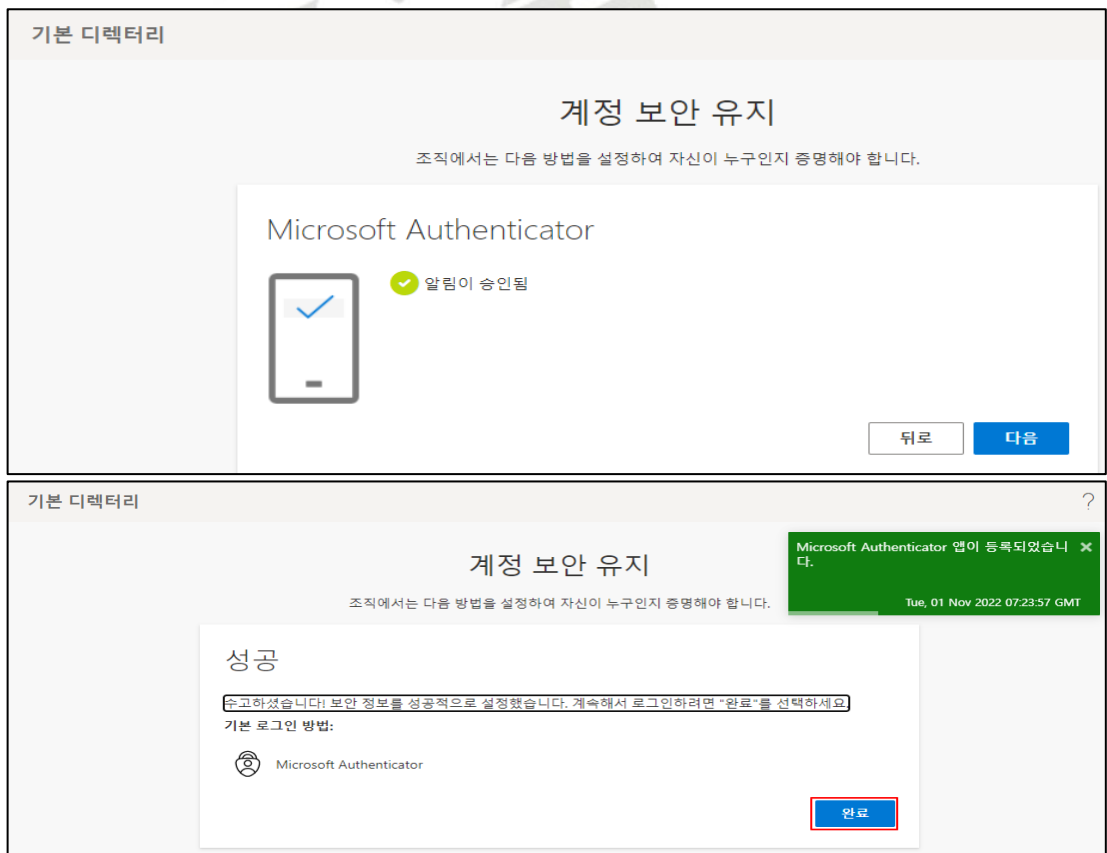 기본 디렉터리
계정 보안 유지
조직에서는 다음 방법을 설정하여 자신이 누구인지 증명해야 합니다.
Microsoft Authenticator
알림이 승인됨
뒤로
다음
기본 디렉터리
?
Microsoft Authenticator 앱이 등록되었습니
다.
Tue, 01 Nov 2022 07:23:57 GMT
계정 보안 유지
조직에서는 다음 방법을 설정하여 자신이 누구인지 증명해야 합니다.
성공
수고하셨습니다! 보안 정보를 성공적으로 설정했습니다. 계속해서 로그인하려면 "완료"를 선택하세요.
기본 로그인 방법:
Microsoft Authenticator
완료